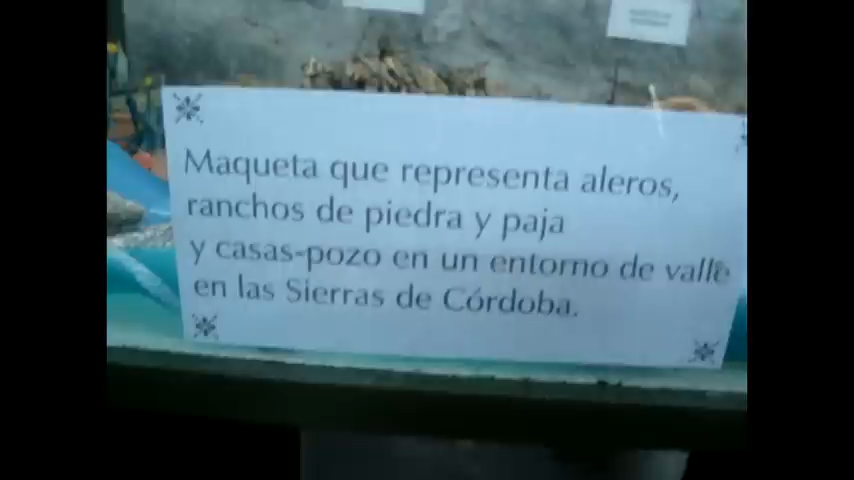 Maqueta que representa aleros,
ranchos de piedra y paja
y casas-pozo en un entorno de valle
en las Sierras de Córdoba.